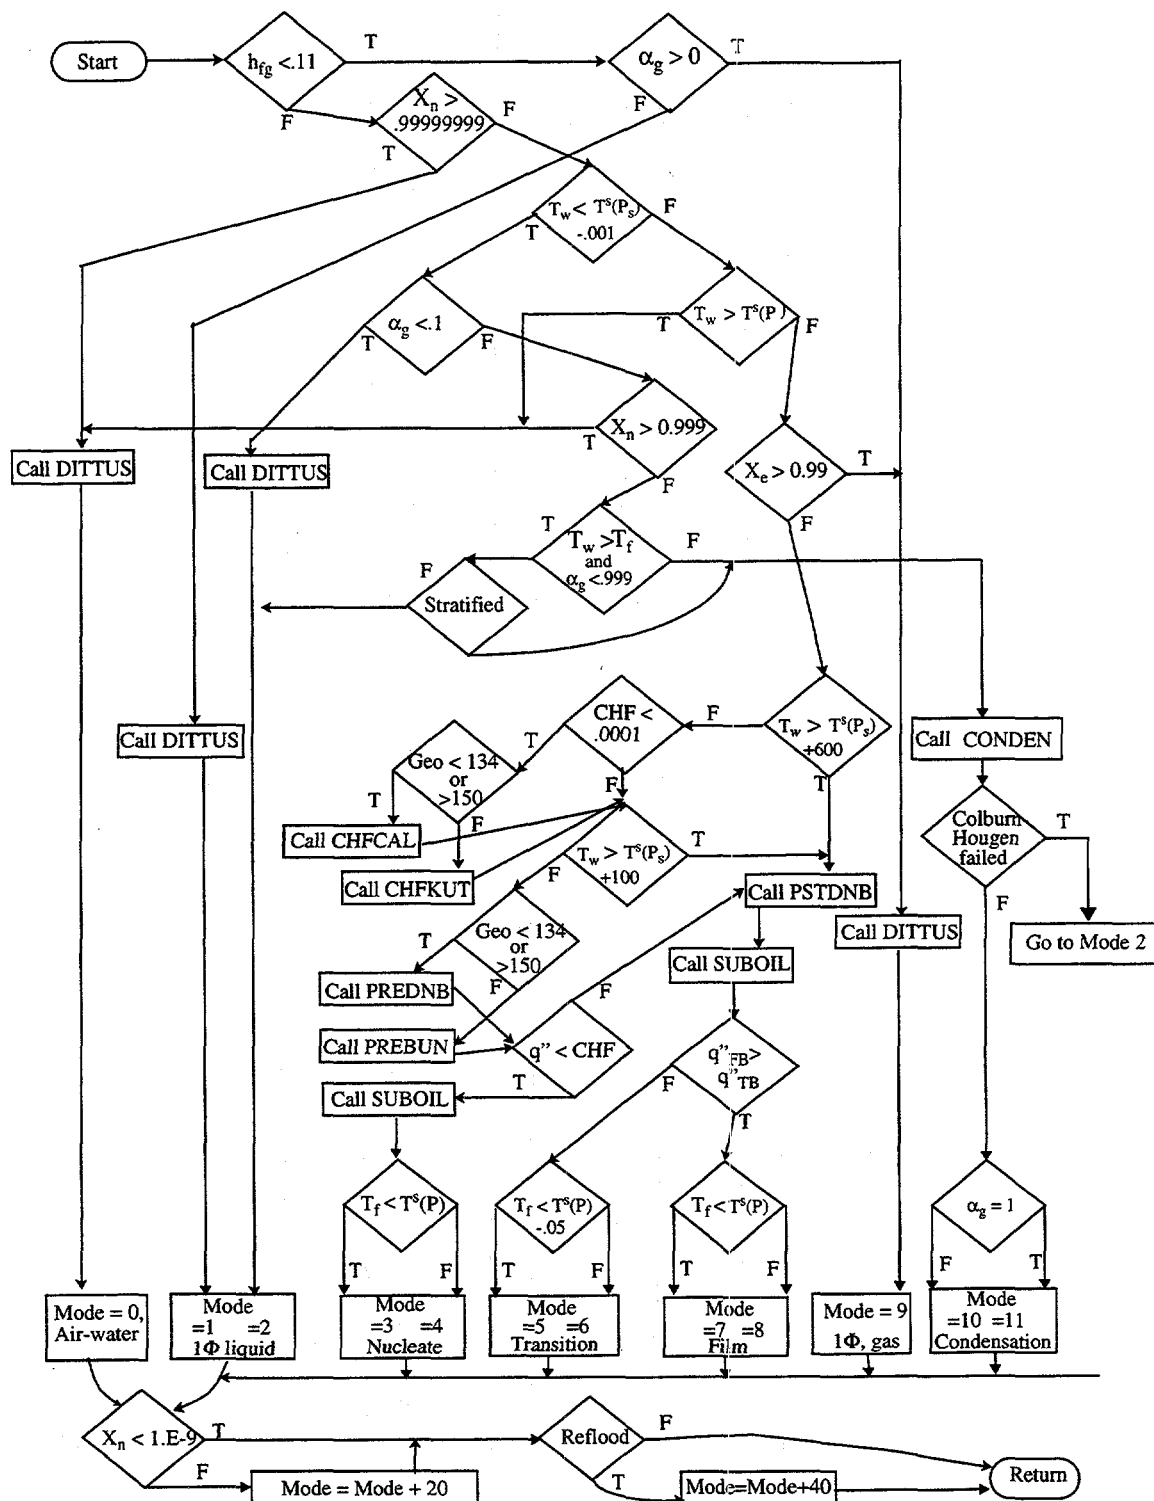 Start
h_fg <.11
T
F
α_g > 0
T
F
X_n >
.99999999
F
T
T_w < T^s(P_s)
-.001
F
T
T_w > T^s(P)
T
F
α_g <.1
T
F
X_n > 0.999
T
F
X_e > 0.99
T
F
Call DITTUS
Call DITTUS
T_w >T_f
and
α_g <.999
T
F
Stratified
F
CHF <
.0001
F
T
F
T_w > T^s(P_s)
+600
T
Call DITTUS
Geo < 134
or
>150
T
F
Call CONDEN
Call CHFCAL
Call CHFKUT
T_w > T^s(P_s)
+100
T
F
Colburn
Hougen
failed
T
F
Call PSTDNB
Call DITTUS
Go to Mode 2
Geo < 134
or
>150
T
F
Call SUBOIL
Call PREDNB
Call PREBUN
q” < CHF
F
T
Call SUBOIL
q”_FB >
q”_TB
F
T
T_f < T^s(P)
T
F
T_f < T^s(P)
-.05
T
F
T_f < T^s(P)
T
F
α_g = 1
F
T
Mode = 0,
Air-water
Mode
=1 =2
1Φ liquid
Mode
=3 =4
Nucleate
Mode
=5 =6
Transition
Mode
=7 =8
Film
Mode = 9
1Φ, gas
Mode
=10 =11
Condensation
X_n < 1.E-9
T
F
Mode = Mode + 20
Reflood
F
T
Mode=Mode+40
Return